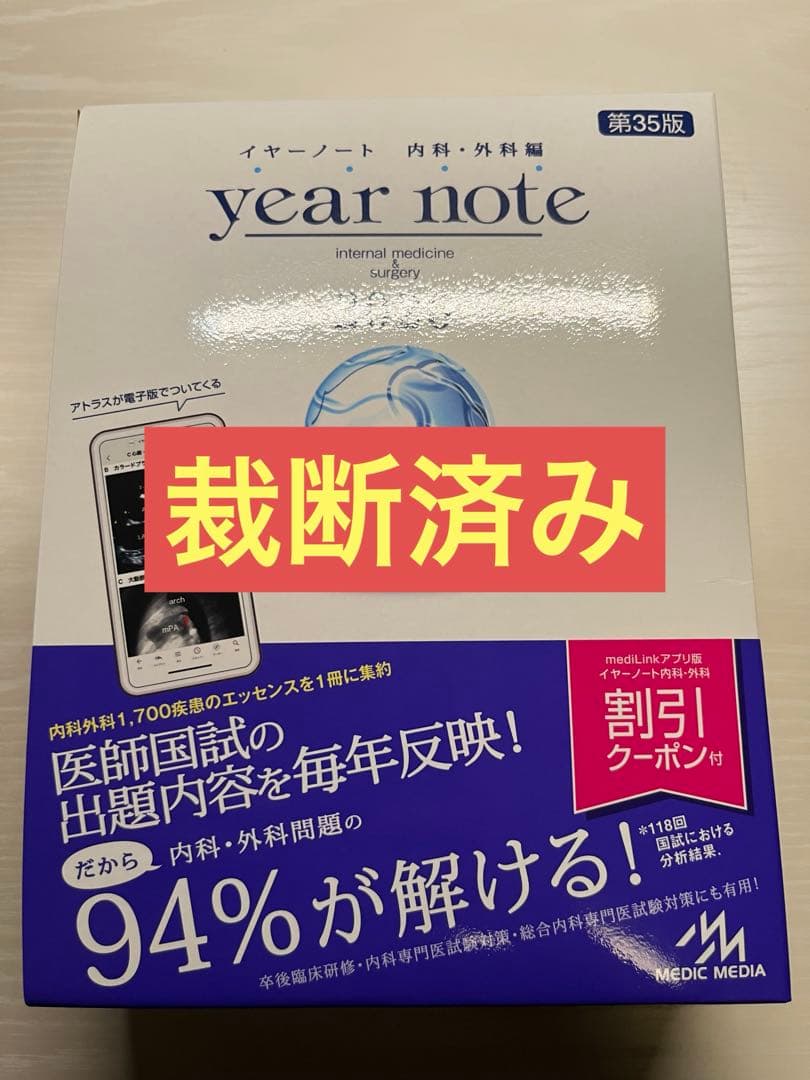 第35版
イヤーノート 内科・外科編
year note
internal medicine
&
surgery
アトラスが電子版でついてくる
裁断済み
arch
mPA
mediLinkアプリ版
イヤーノート内科・外科
割引
クーポン付
内科外科1,700疾患のエッセンスを1冊に集約
医師国試の
出題内容を毎年反映!
だから
内科・外科問題の
94%が解ける!
*118回
国試における
分析結果.
卒後臨床研修・内科専門医試験対策・総合内科専門医試験対策にも有用!
MEDIC MEDIA